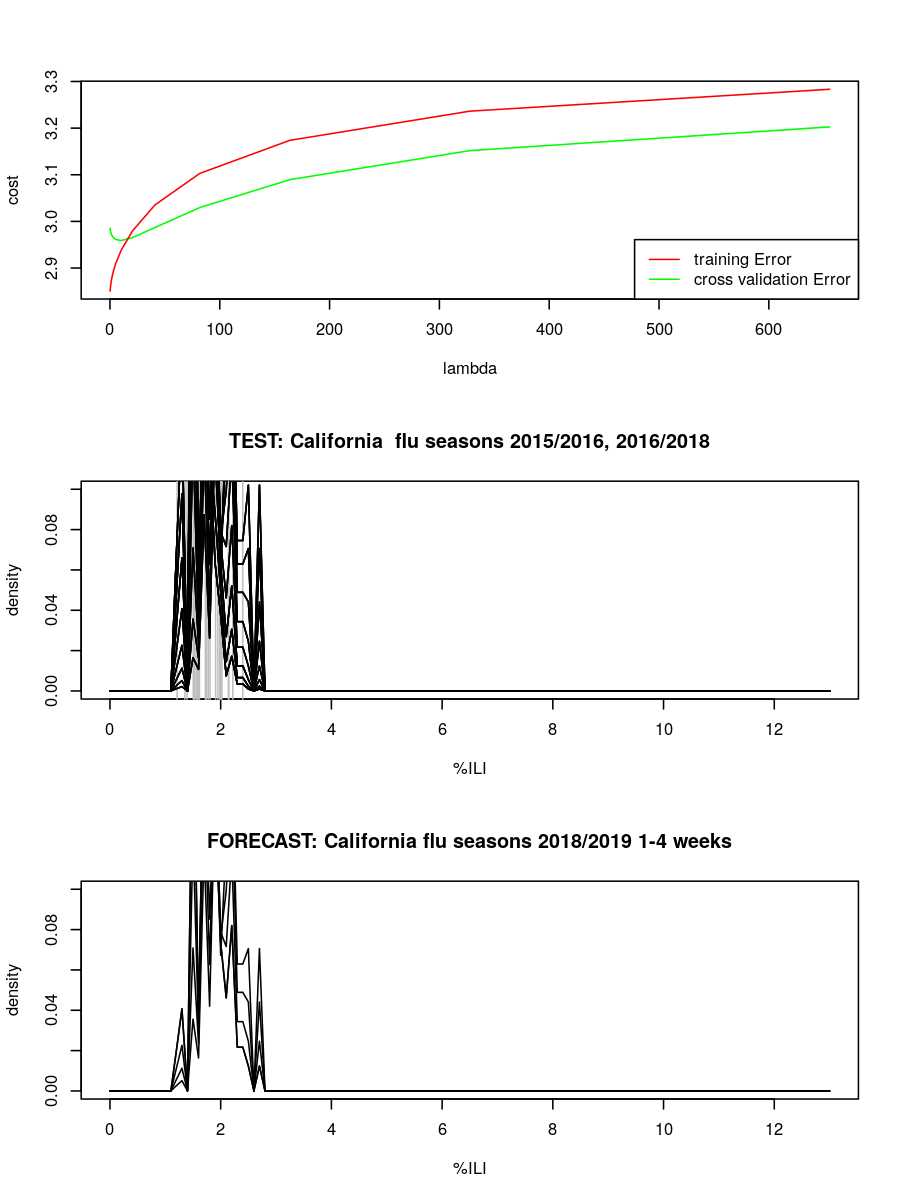 3.3
3.2
3.1
3.0
2.9
cost
training Error
cross validation Error
0 100 200 300 400 500 600
lambda
TEST: California  flu seasons 2015/2016, 2016/2018
0.08
0.04
0.00
density
0 2 4 6 8 10 12
%ILI
FORECAST: California flu seasons 2018/2019 1-4 weeks
0.08
0.04
0.00
density
0 2 4 6 8 10 12
%ILI